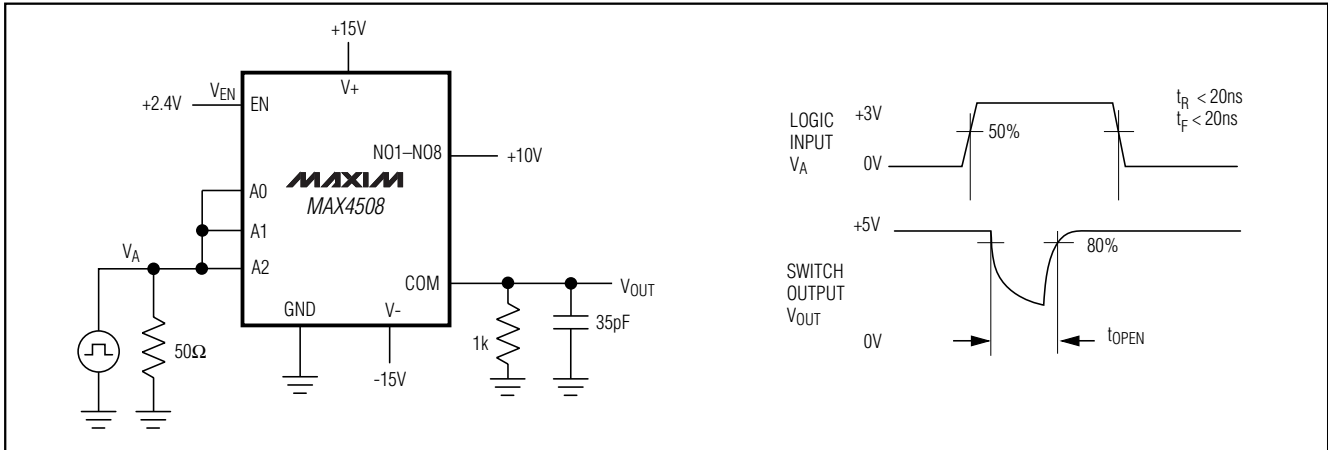 +15V
V+
+2.4V
VEN
EN
NO1–NO8
+10V
MAXIM
MAX4508
A0
A1
A2
VA
COM
VOUT
GND
V-
50Ω
-15V
1k
35pF
LOGIC
INPUT
VA
+3V
0V
50%
tR < 20ns
tF < 20ns
+5V
80%
SWITCH
OUTPUT
VOUT
0V
tOPEN